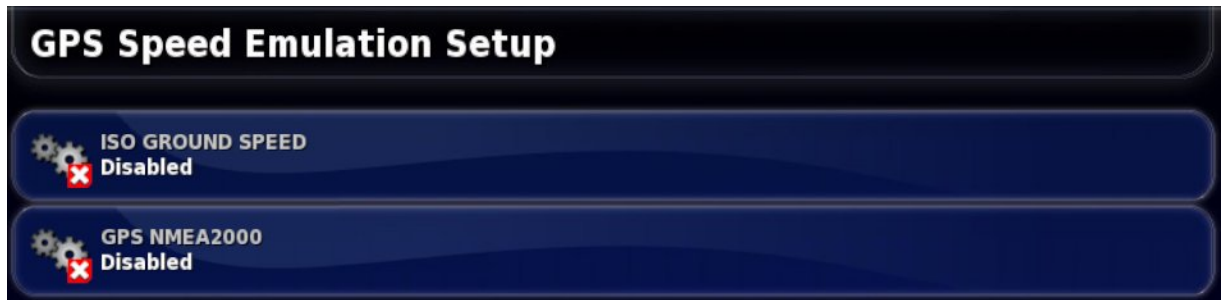 GPS Speed Emulation Setup
ISO GROUND SPEED
Disabled
GPS NMEA2000
Disabled